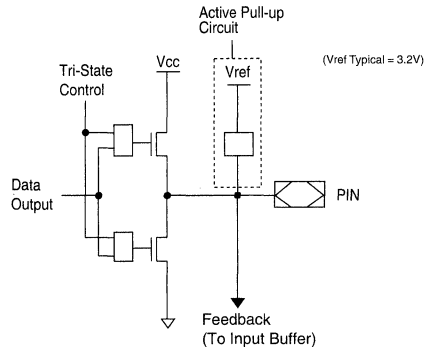 Active Pull-up
Circuit
(Vref Typical = 3.2V)
Vcc
Vref
Tri-State
Control
Data
Output
PIN
Feedback
(To Input Buffer)